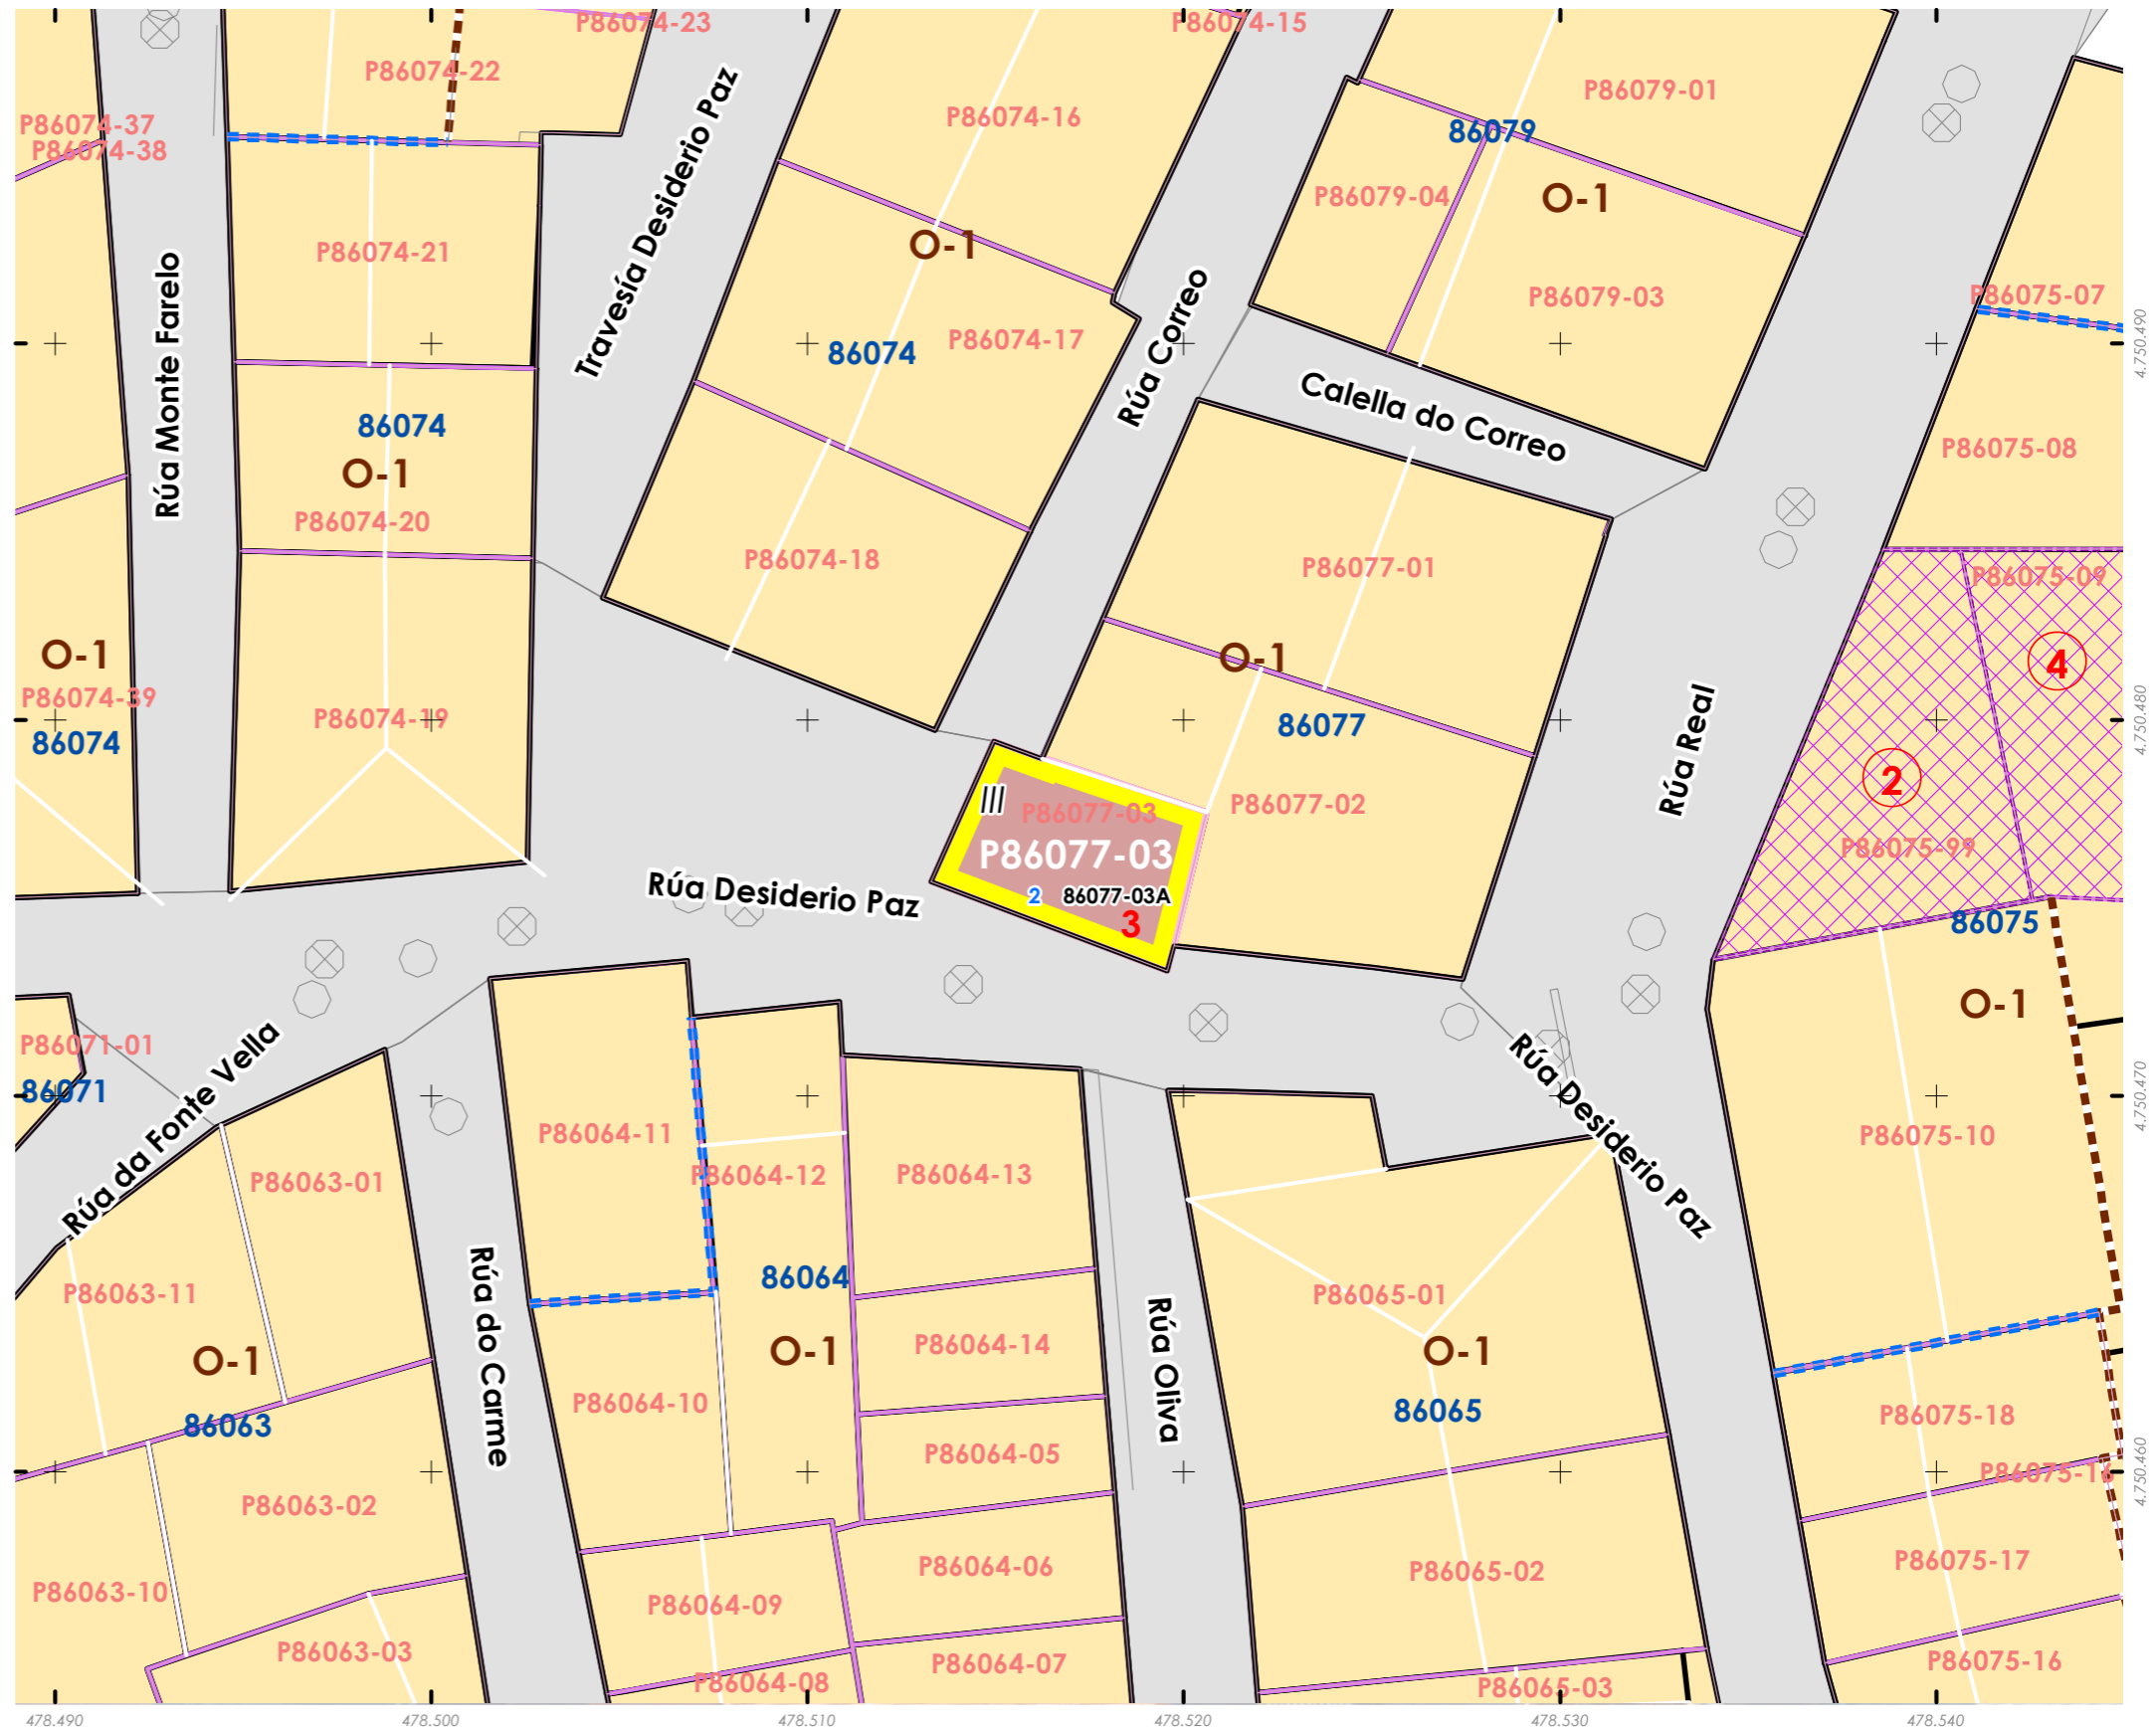 P86074-23
P86074-15
P86074-22
P86079-01
P86074-16
P86074-37
86079
P86074-38
P86079-04
O-1
P86074-21
O-1
Travesía Desiderio Paz
P86079-03
P86075-07
Rúa Monte Farelo
Rúa Correo
P86074-17
86074
4.750.490
Calella do Correo
86074
P86075-08
O-1
P86074-20
P86074-18
P86077-01
P86075-09
O-1
O-1
4
P86074-39
P86074-19
86077
86074
Rúa Real
4.750.480
2
III
P86077-03
P86077-02
P86075-99
P86077-03
Rúa Desiderio Paz
2
86077-03A
3
86075
O-1
P86071-01
86071
Rúa da Fonte Vella
Rúa Desiderio Paz
4.750.470
P86064-11
P86075-10
P86063-01
P86064-12
P86064-13
P86063-11
86064
P86065-01
Rúa do Carme
Rúa Oliva
O-1
O-1
P86064-14
O-1
P86064-10
86065
86063
P86075-18
P86064-05
P86075-16
4.750.460
P86063-02
P86064-06
P86065-02
P86075-17
P86063-10
P86064-09
P86063-03
P86064-07
P86075-16
P86064-08
P86065-03
478.490
478.500
478.510
478.520
478.530
478.540